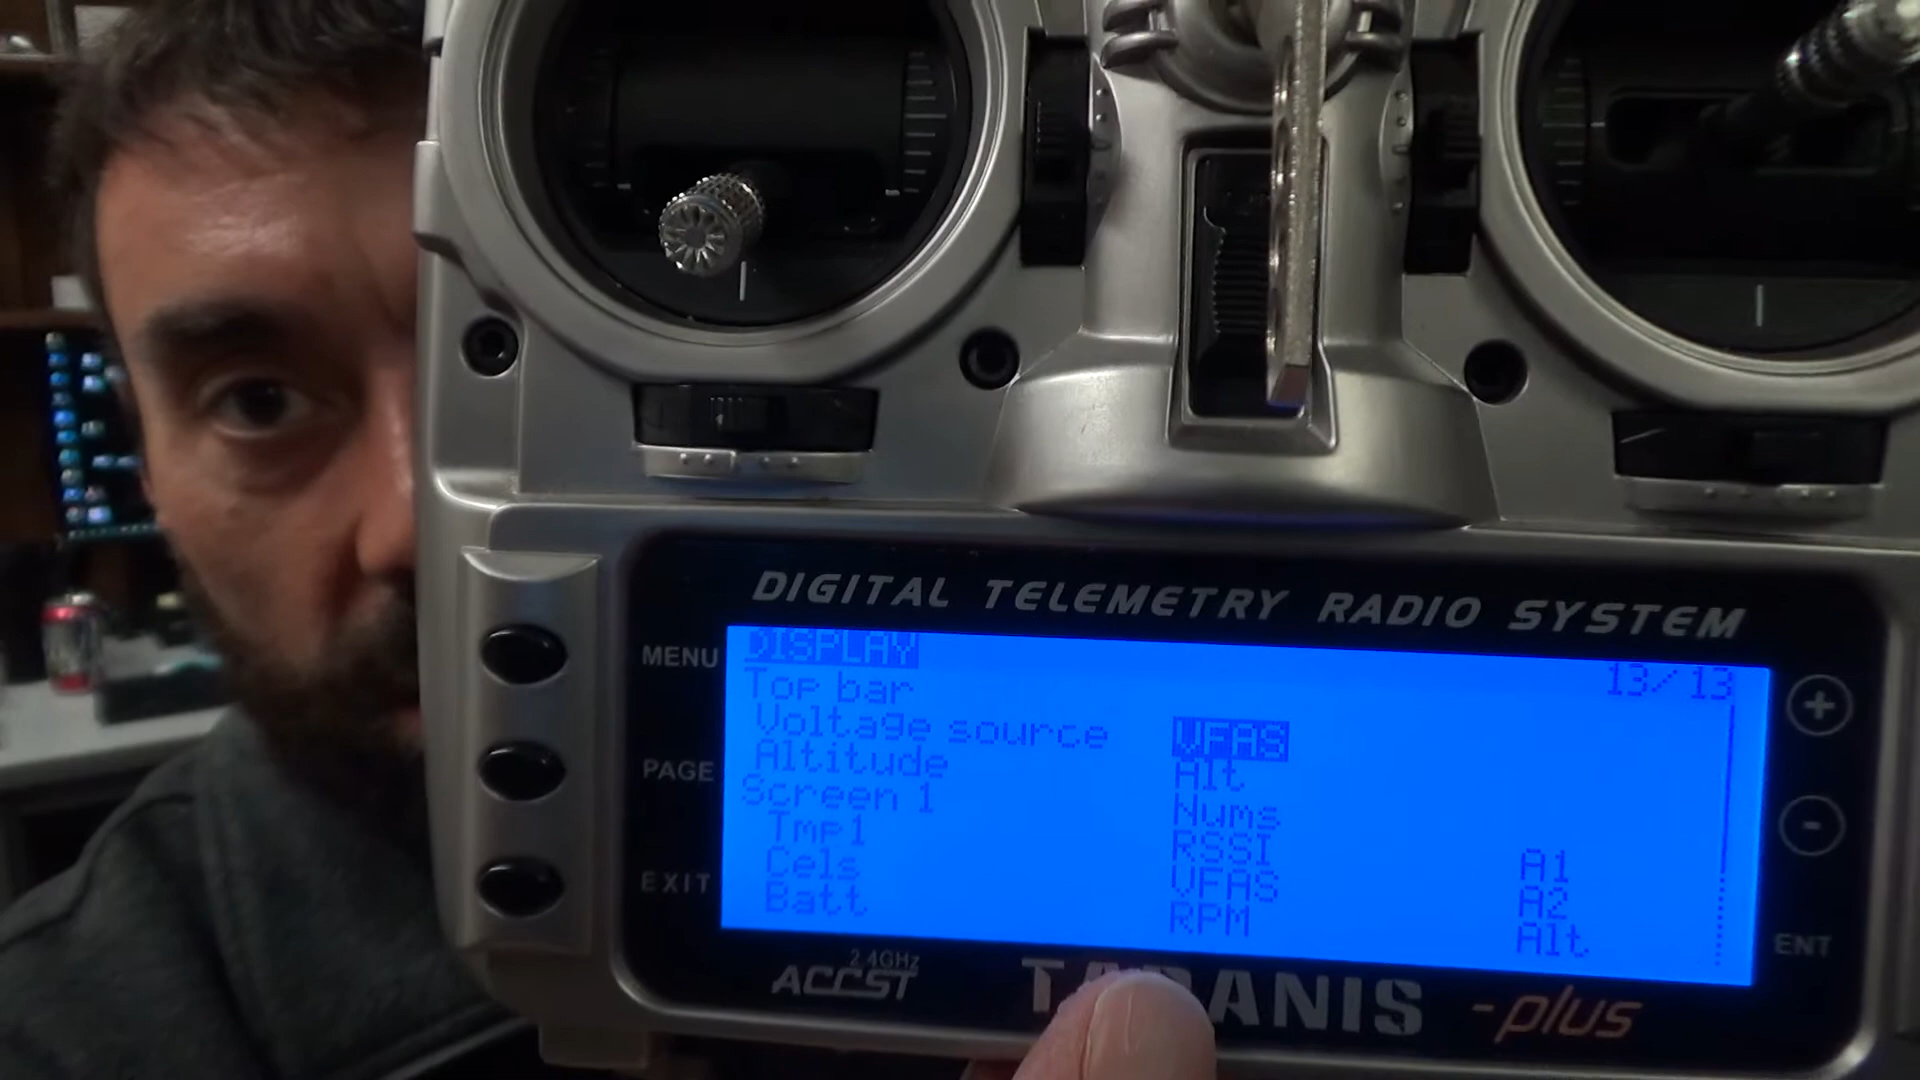 DIGITAL TELEMETRY RADIO SYSTEM
MENU
PAGE
EXIT
DISPLAY 13/13
Top bar
Voltage source VFAS
Altitude Alt
Screen 1 Nums
Tmp1 RSSI A1
Cels VFAS A2
Batt RPM Alt
+
-
ENT
2.4GHz
ACCST
TARANIS -plus